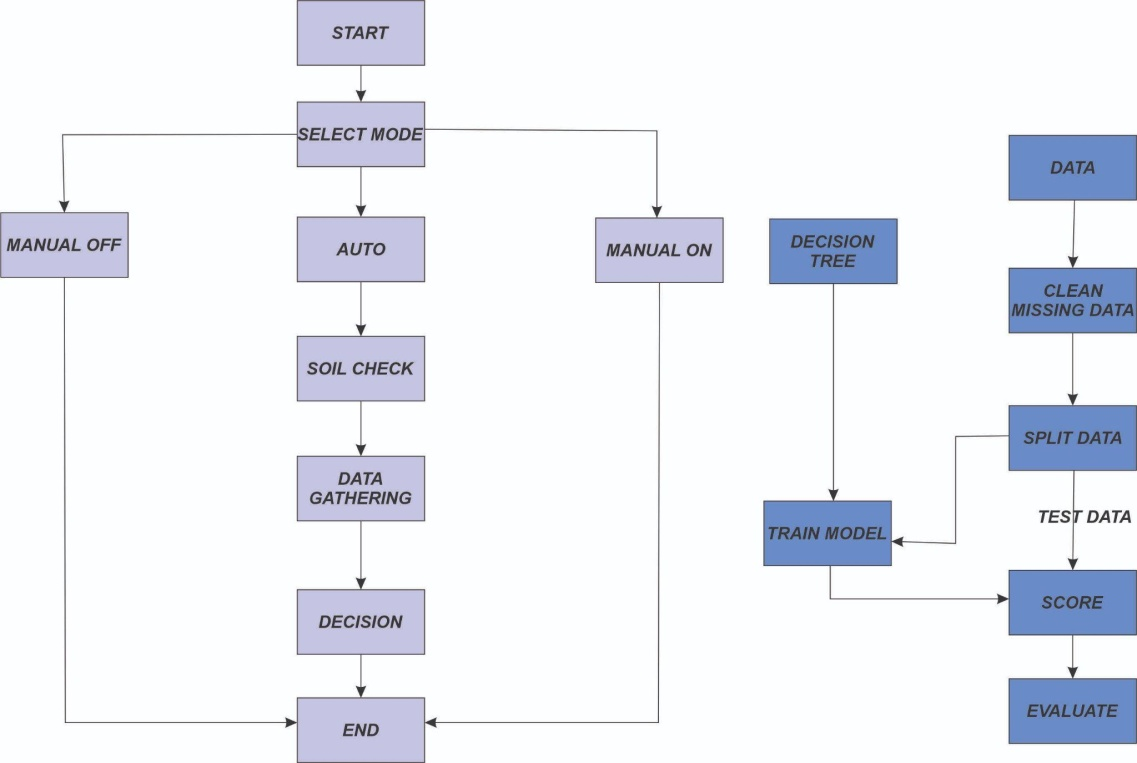 START
SELECT MODE
MANUAL OFF
AUTO
MANUAL ON
SOIL CHECK
DATA
GATHERING
DECISION
END
DATA
DECISION
TREE
CLEAN
MISSING DATA
SPLIT DATA
TEST DATA
TRAIN MODEL
SCORE
EVALUATE